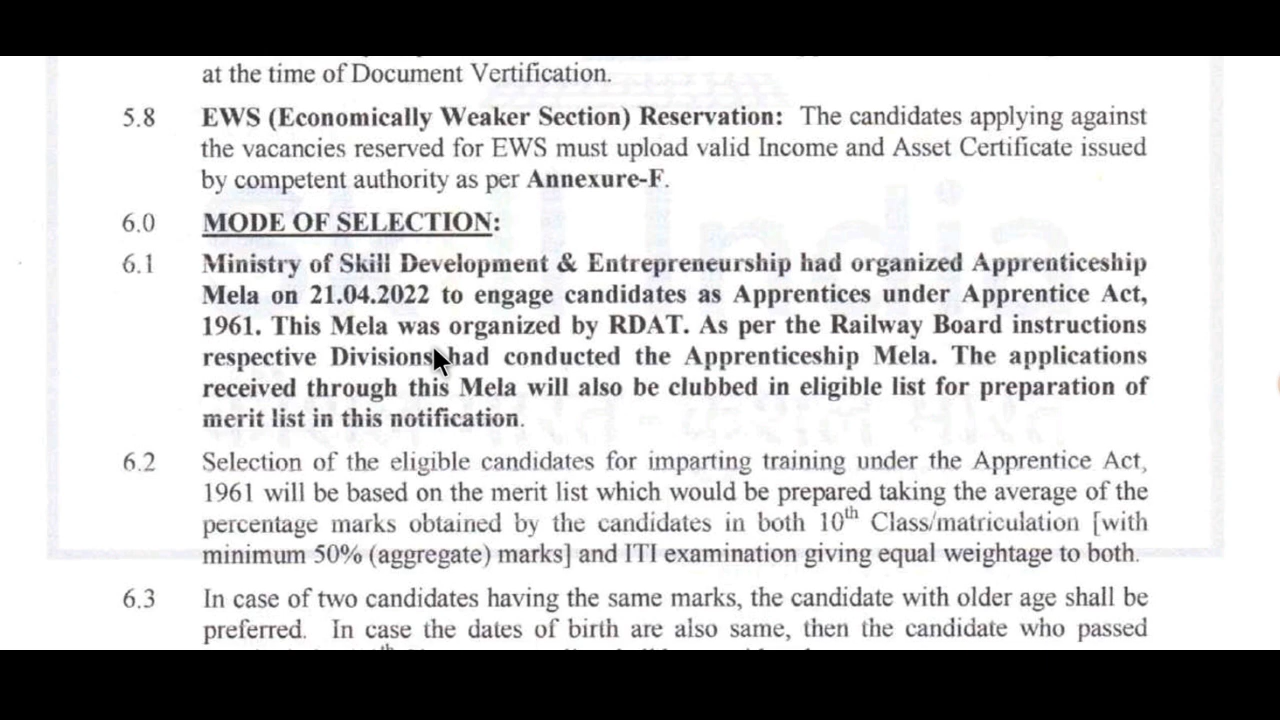 at the time of Document Vertification.
5.8 EWS (Economically Weaker Section) Reservation: The candidates applying against
the vacancies reserved for EWS must upload valid Income and Asset Certificate issued
by competent authority as per Annexure-F.
6.0 MODE OF SELECTION:
6.1 Ministry of Skill Development & Entrepreneurship had organized Apprenticeship
Mela on 21.04.2022 to engage candidates as Apprentices under Apprentice Act,
1961. This Mela was organized by RDAT. As per the Railway Board instructions
respective Divisions had conducted the Apprenticeship Mela. The applications
received through this Mela will also be clubbed in eligible list for preparation of
merit list in this notification.
6.2 Selection of the eligible candidates for imparting training under the Apprentice Act,
1961 will be based on the merit list which would be prepared taking the average of the
percentage marks obtained by the candidates in both 10th Class/matriculation [with
minimum 50% (aggregate) marks] and ITI examination giving equal weightage to both.
6.3 In case of two candidates having the same marks, the candidate with older age shall be
preferred. In case the dates of birth are also same, then the candidate who passed